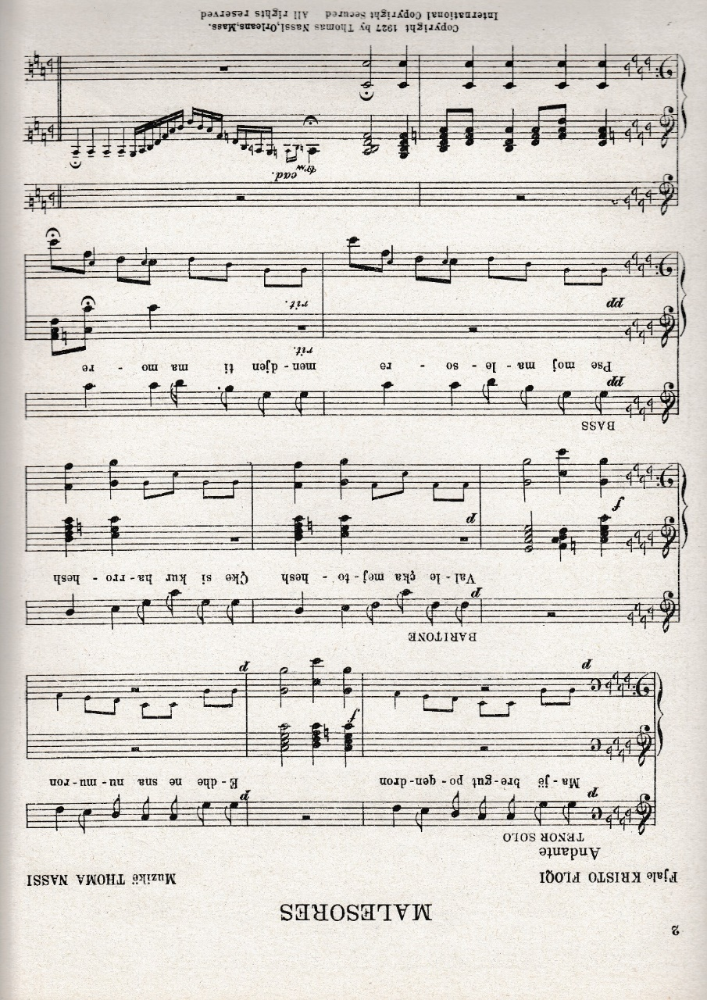 2
MALESORES
Fjale KRISTO FLOQI Muzikë THOMA NASSI
Andante
TENOR SOLO
p p
Ma-jë bre-gut po-qen-dron E-dhe ne sna nu-mu-ron
f
p p
BARITONE
p
Val-le çka mej-to-hesh Çke si kur ha-rro-hesh
p
f
BASS
pp
Pse moj ma-le-so-re men-djen ti ma mo-re
rit.
pp
rit.
cad.
tr
Copyright 1927 by Thomas Nassi, Orleans, Mass.
International Copyright Secured All rights reserved